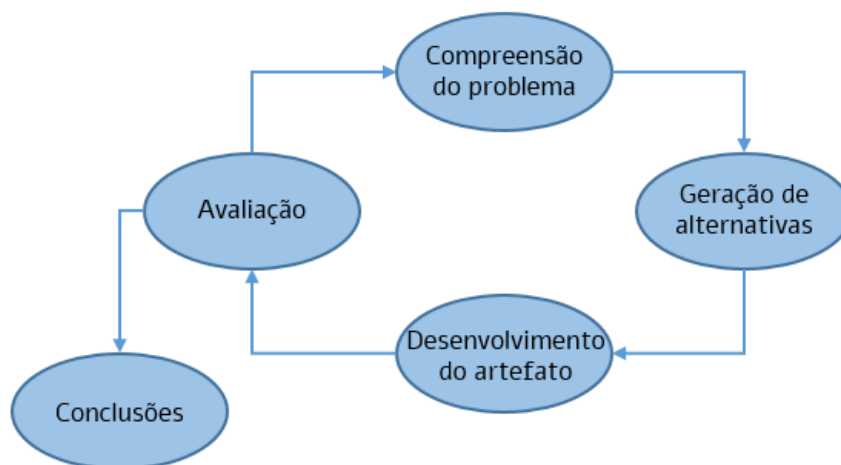 Compreensão
do problema
Geração de
alternativas
Avaliação
Desenvolvimento
do artefato
Conclusões